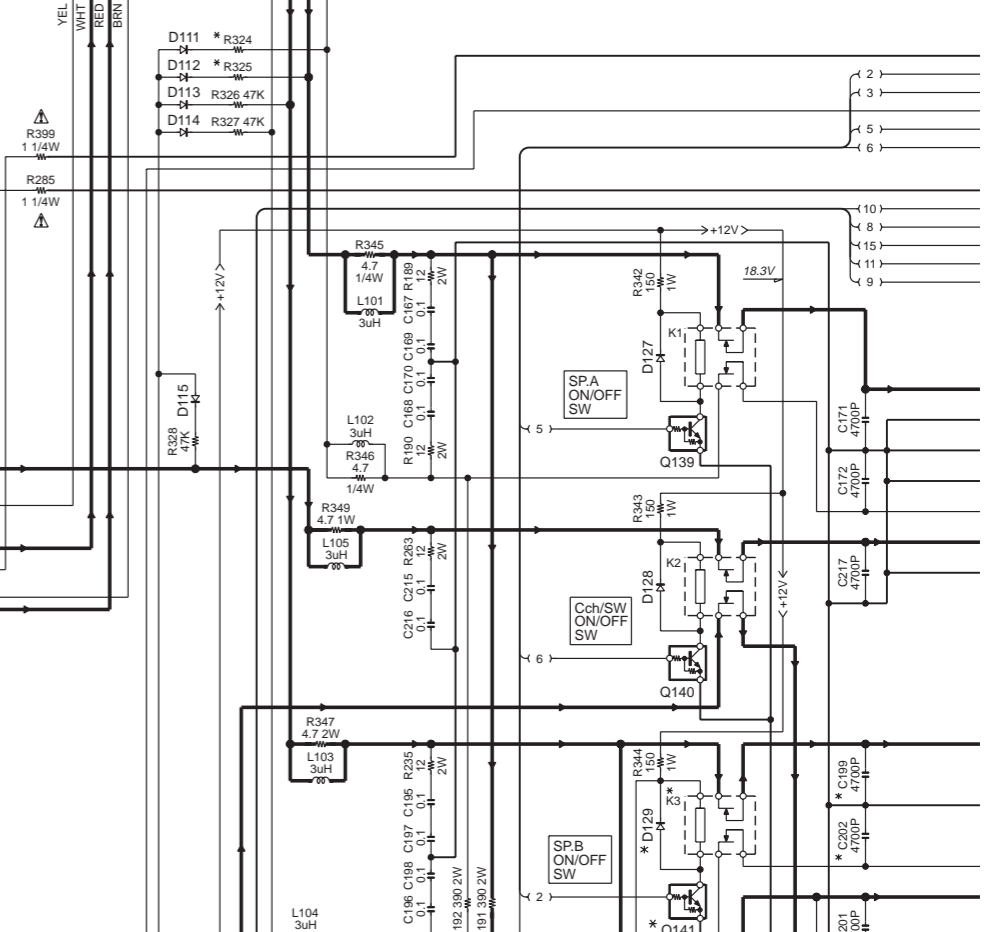 YEL
WHT
RED
BRN
D111
* R324
D112
* R325
D113
R326 47K
D114
R327 47K
R399
1 1/4W
R285
1 1/4W
2
3
5
6
10
8
15
11
9
+12V
+12V
18.3V
R345
4.7
1/4W
L101
3uH
R189
12
2W
C167
0.1
C169
0.1
C170
0.1
C168
0.1
R190
12
2W
L102
3uH
R346
4.7
1/4W
D115
R328
47K
R342
150
1W
D127
K1
SP.A
ON/OFF
SW
5
Q139
C171
4700P
C172
4700P
R349
4.7 1W
L105
3uH
R263
12
2W
C215
0.1
C216
0.1
R343
150
1W
D128
K2
Cch/SW
ON/OFF
SW
6
Q140
+12V
C217
4700P
R347
4.7 2W
L103
3uH
R235
12
2W
C195
0.1
C197
0.1
C198
0.1
C196
0.1
192 390 2W
191 390 2W
R344
150
1W
* K3
* D129
SP.B
ON/OFF
SW
2
* Q141
* C199
4700P
* C202
4700P
L104
3uH
201
00P